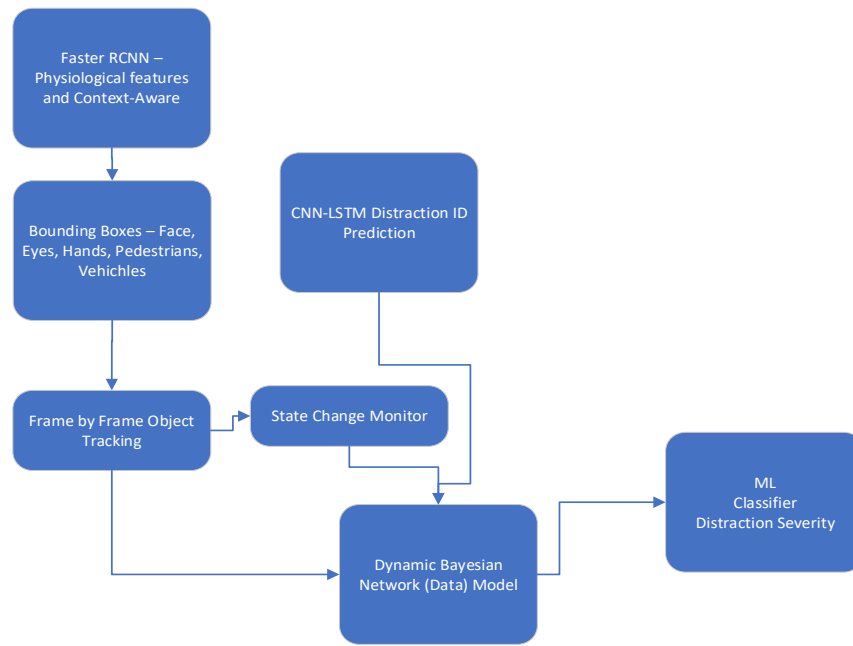 Faster RCNN –
Physiological features
and Context-Aware
Bounding Boxes – Face,
Eyes, Hands, Pedestrians,
Vehichles
CNN-LSTM Distraction ID
Prediction
Frame by Frame Object
Tracking
State Change Monitor
Dynamic Bayesian
Network (Data) Model
ML
Classifier
Distraction Severity